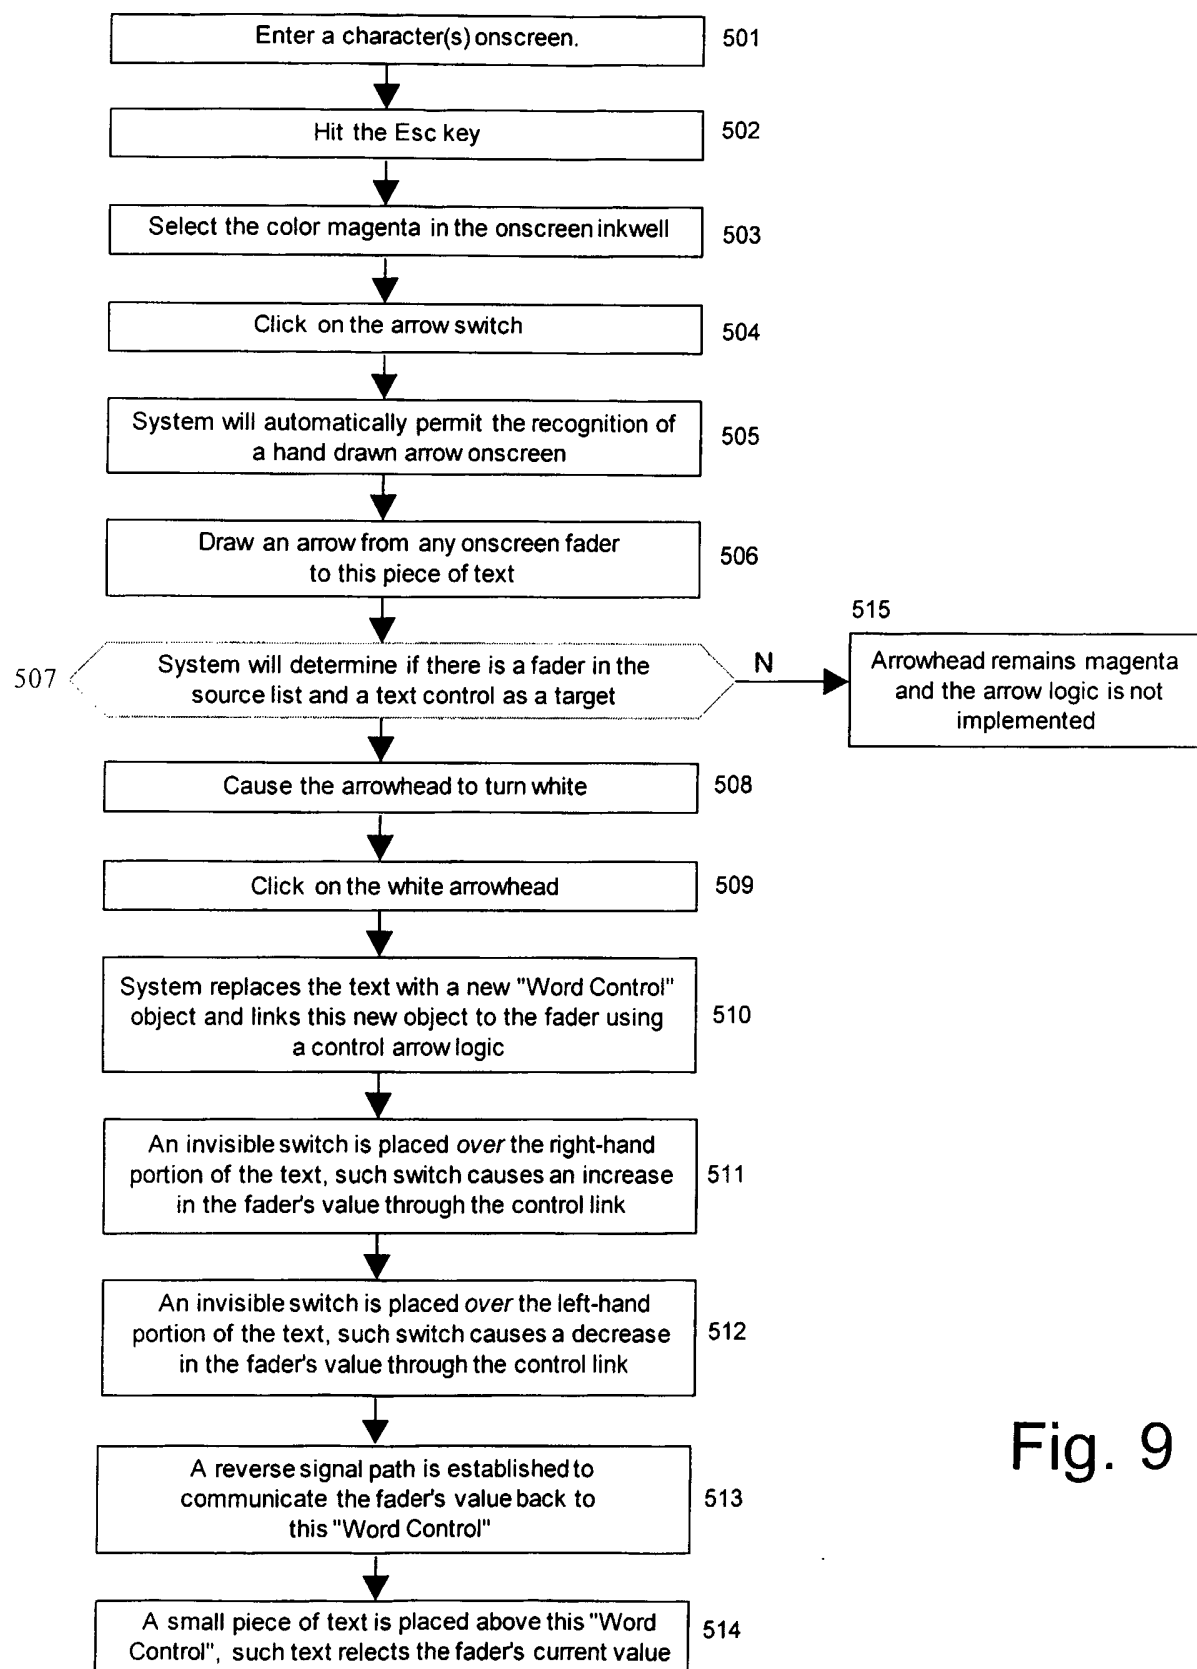 Enter a character(s) onscreen.
501
Hit the Esc key
502
Select the color magenta in the onscreen inkwell
503
Click on the arrow switch
504
System will automatically permit the recognition of
a hand drawn arrow onscreen
505
Draw an arrow from any onscreen fader
to this piece of text
506
507
System will determine if there is a fader in the
source list and a text control as a target
N
515
Arrowhead remains magenta
and the arrow logic is not
implemented
Cause the arrowhead to turn white
508
Click on the white arrowhead
509
System replaces the text with a new "Word Control"
object and links this new object to the fader using
a control arrow logic
510
An invisible switch is placed over the right-hand
portion of the text, such switch causes an increase
in the fader's value through the control link
511
An invisible switch is placed over the left-hand
portion of the text, such switch causes a decrease
in the fader's value through the control link
512
A reverse signal path is established to
communicate the fader's value back to
this "Word Control"
513
A small piece of text is placed above this "Word
Control", such text relects the fader's current value
514
Fig. 9